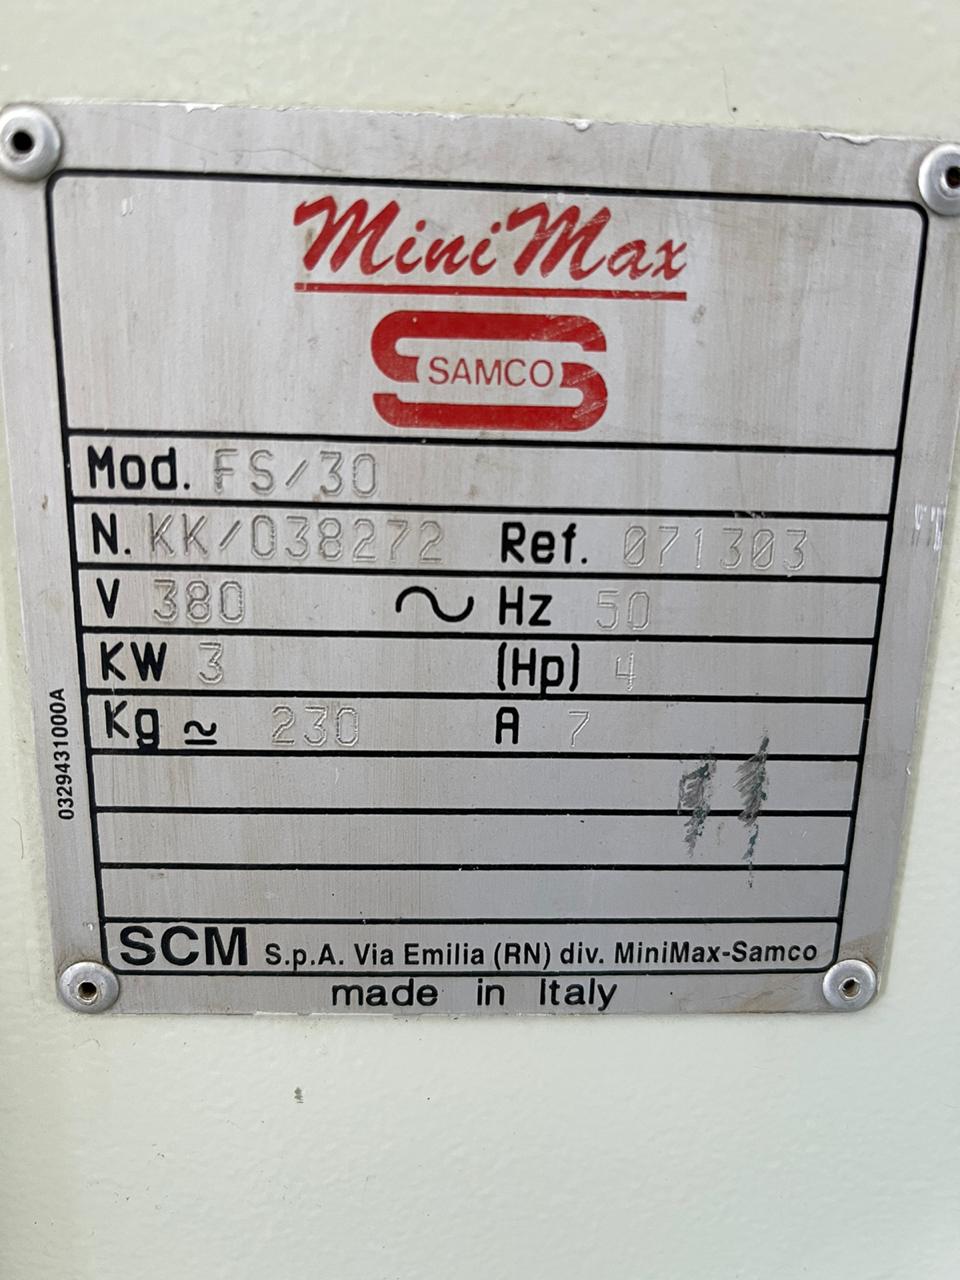 MiniMax
SAMCO
Mod. FS/30
N. KK/038272 Ref. 071303
V 380 ~ Hz 50
KW 3 (Hp) 4
Kg ≃ 230 A 7
SCM S.p.A. Via Emilia (RN) div. MiniMax-Samco
made in Italy
0329431000A